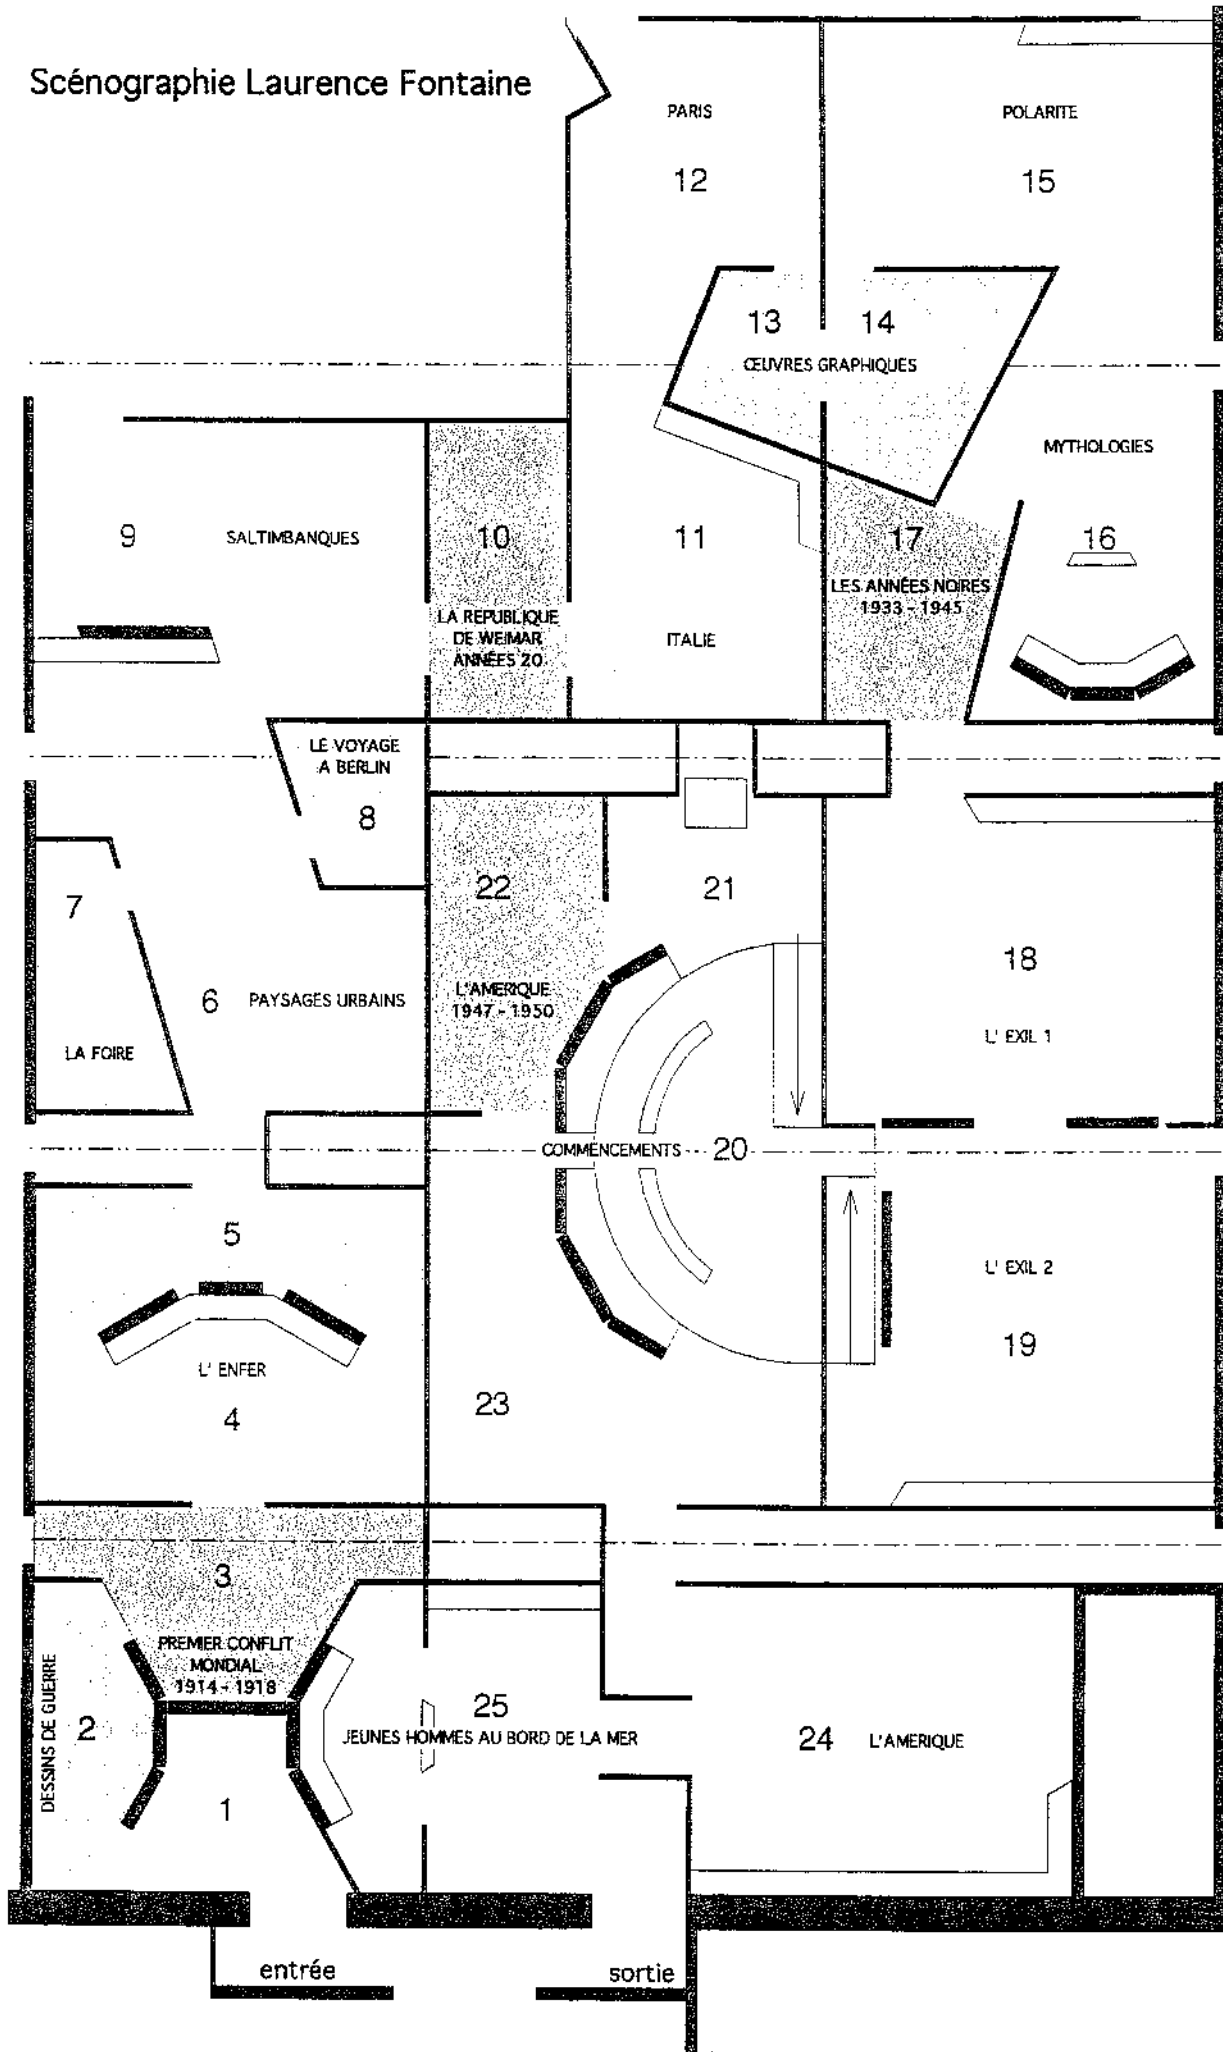 Scénographie Laurence Fontaine
PARIS
12
POLARITE
15
13
14
ŒUVRES GRAPHIQUES
MYTHOLOGIES
16
9
SALTIMBANQUES
10
LA REPUBLIQUE
DE WEIMAR
ANNÉES 20
11
ITALIE
17
LES ANNÉES NOIRES
1933 - 1945
LE VOYAGE
A BERLIN
8
7
LA FOIRE
6
PAYSAGES URBAINS
22
L'AMERIQUE
1947 - 1950
21
18
L' EXIL 1
COMMENCEMENTS
20
5
L' ENFER
4
L' EXIL 2
19
23
3
PREMIER CONFLIT
MONDIAL
1914 - 1918
DESSINS DE GUERRE
2
1
25
JEUNES HOMMES AU BORD DE LA MER
24
L'AMERIQUE
entrée
sortie